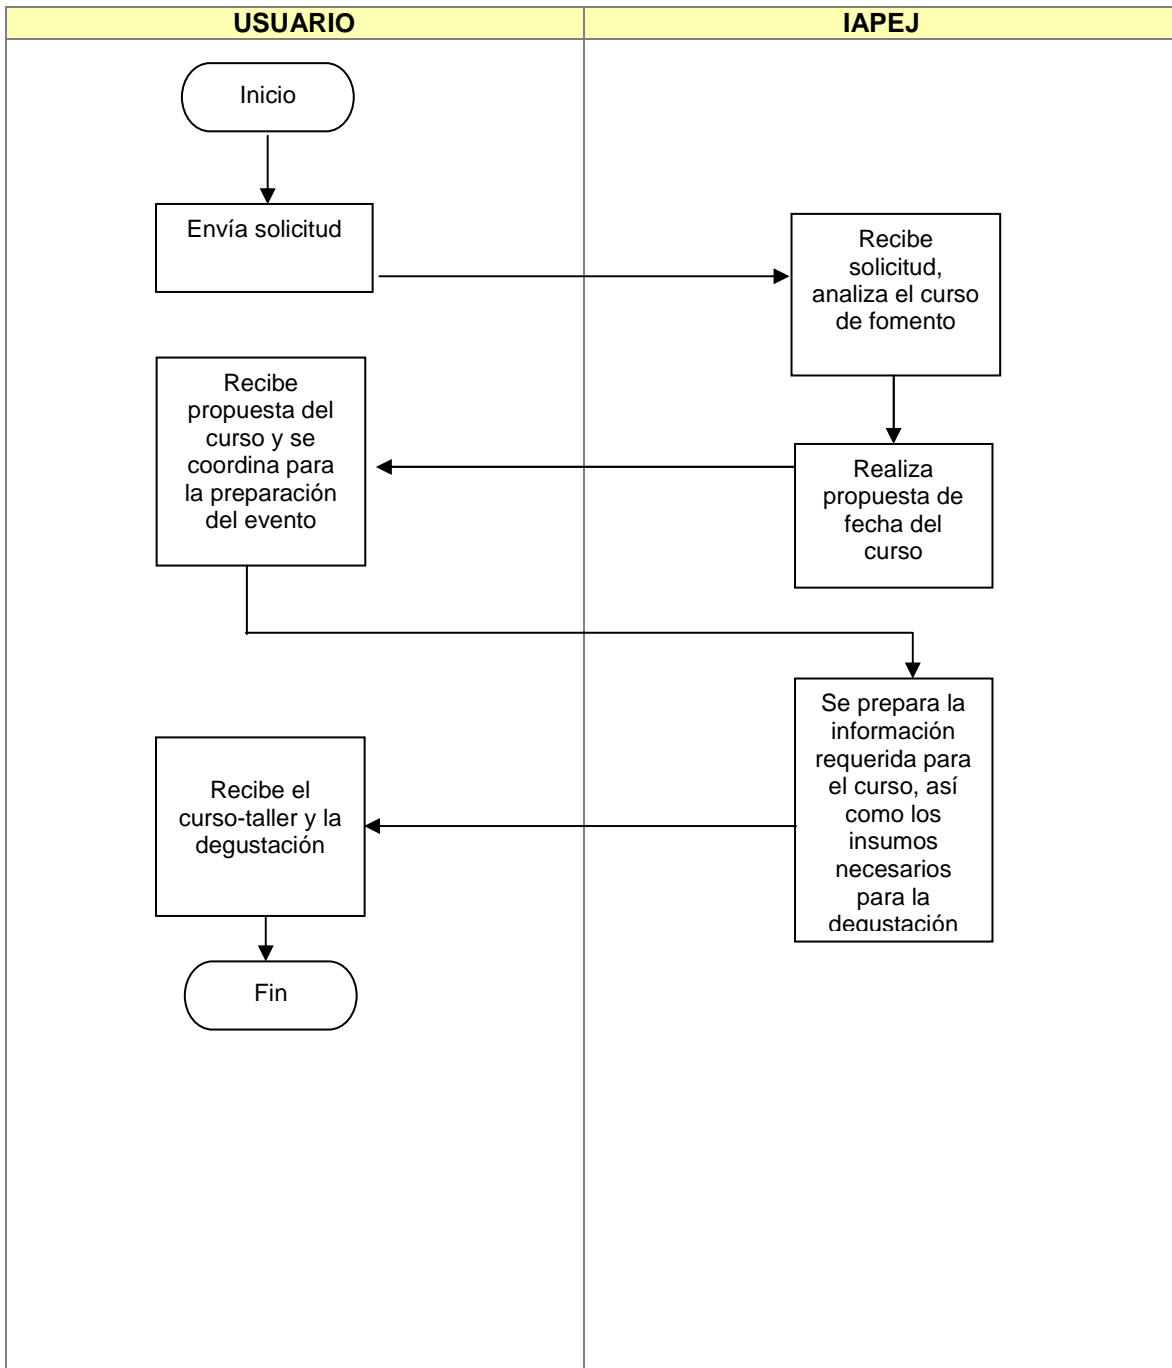 USUARIO
IAPEJ
Inicio
Envía solicitud
Recibe
solicitud,
analiza el curso
de fomento
Realiza
propuesta de
fecha del
curso
Recibe
propuesta del
curso y se
coordina para
la preparación
del evento
Se prepara la
información
requerida para
el curso, así
como los
insumos
necesarios
para la
degustación
Recibe el
curso-taller y la
degustación
Fin